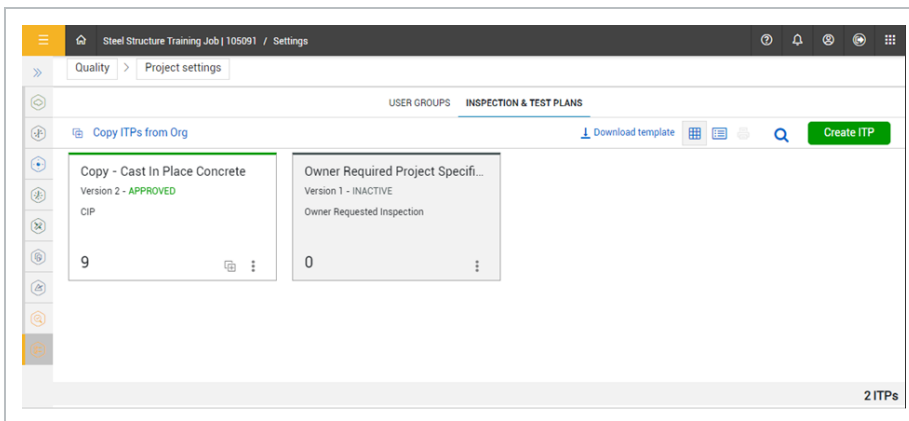 Steel Structure Training Job | 105091 / Settings
Quality > Project settings
USER GROUPS INSPECTION & TEST PLANS
Copy ITPs from Org Download template Create ITP
Copy - Cast In Place Concrete
Version 2 - APPROVED
CIP
9
Owner Required Project Specifi...
Version 1 - INACTIVE
Owner Requested Inspection
0
2 ITPs